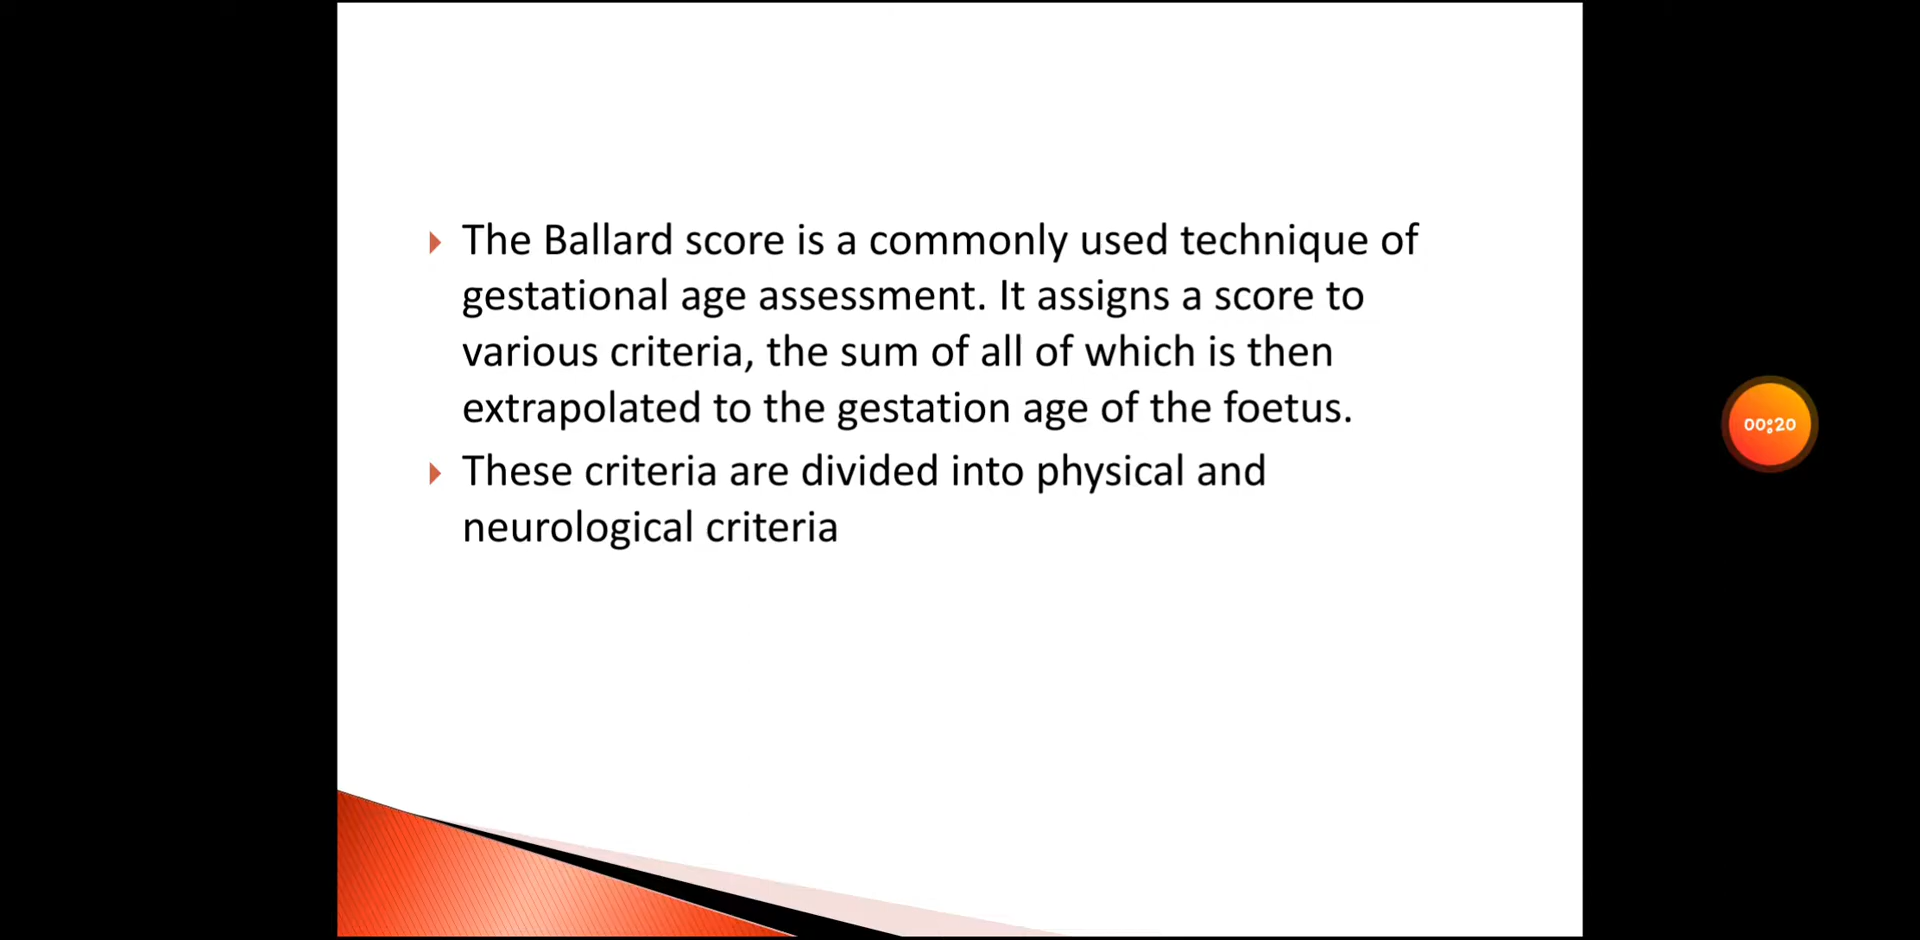 The Ballard score is a commonly used technique of
gestational age assessment. It assigns a score to
various criteria, the sum of all of which is then
extrapolated to the gestation age of the foetus.
These criteria are divided into physical and
neurological criteria
00:20